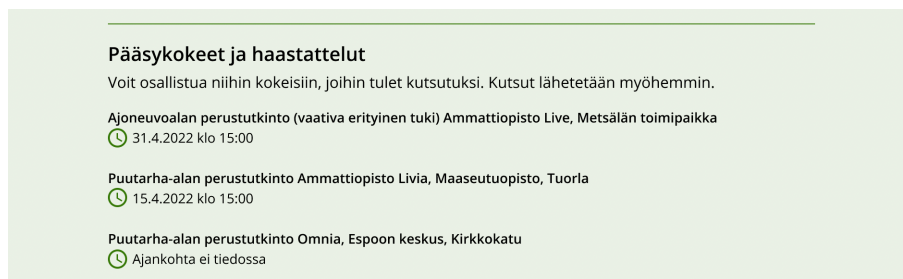 Pääsykokeet ja haastattelut
Voit osallistua niihin kokeisiin, joihin tulet kutsutuksi. Kutsut lähetetään myöhemmin.
Ajoneuvoalan perustutkinto (vaativa erityinen tuki) Ammattiopisto Live, Metsälän toimipaikka
31.4.2022 klo 15:00
Puutarha-alan perustutkinto Ammattiopisto Livia, Maaseutuopisto, Tuorla
15.4.2022 klo 15:00
Puutarha-alan perustutkinto Omnia, Espoon keskus, Kirkkokatu
Ajankohta ei tiedossa